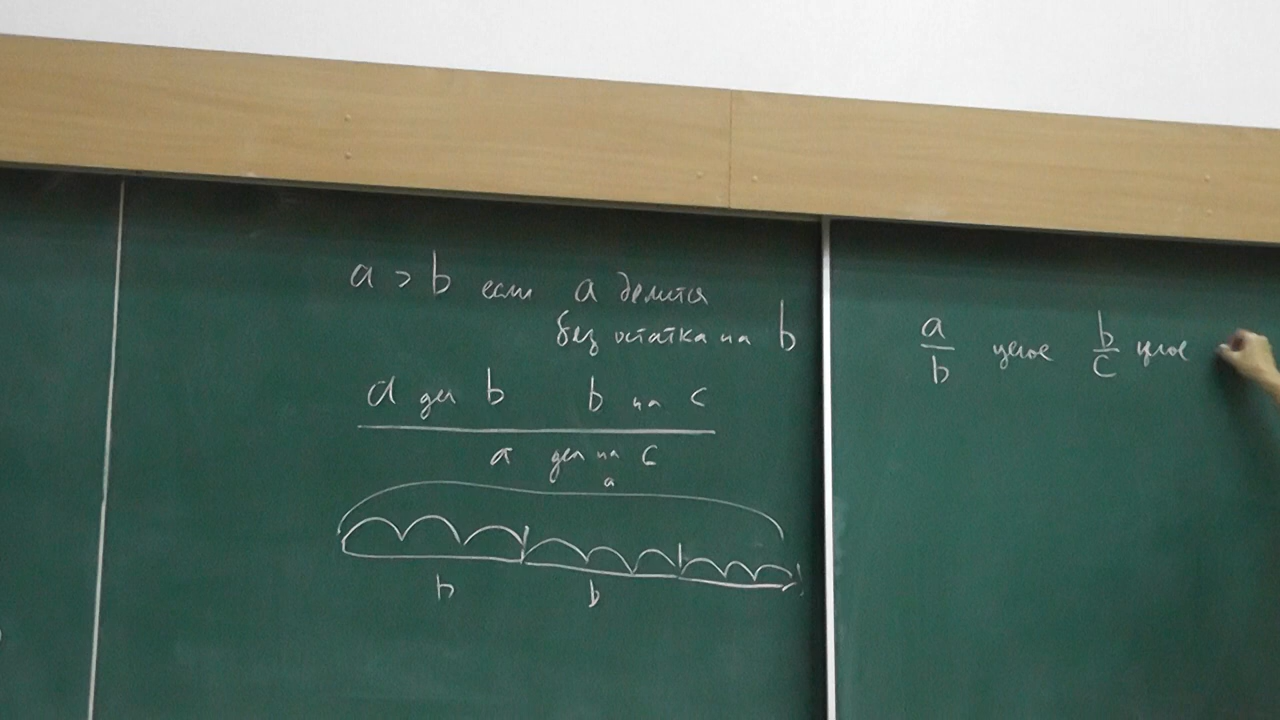 a > b если a делится
без остатка на b
a дел b b на c
a дел на c
a
b b
a/b целое b/c целое